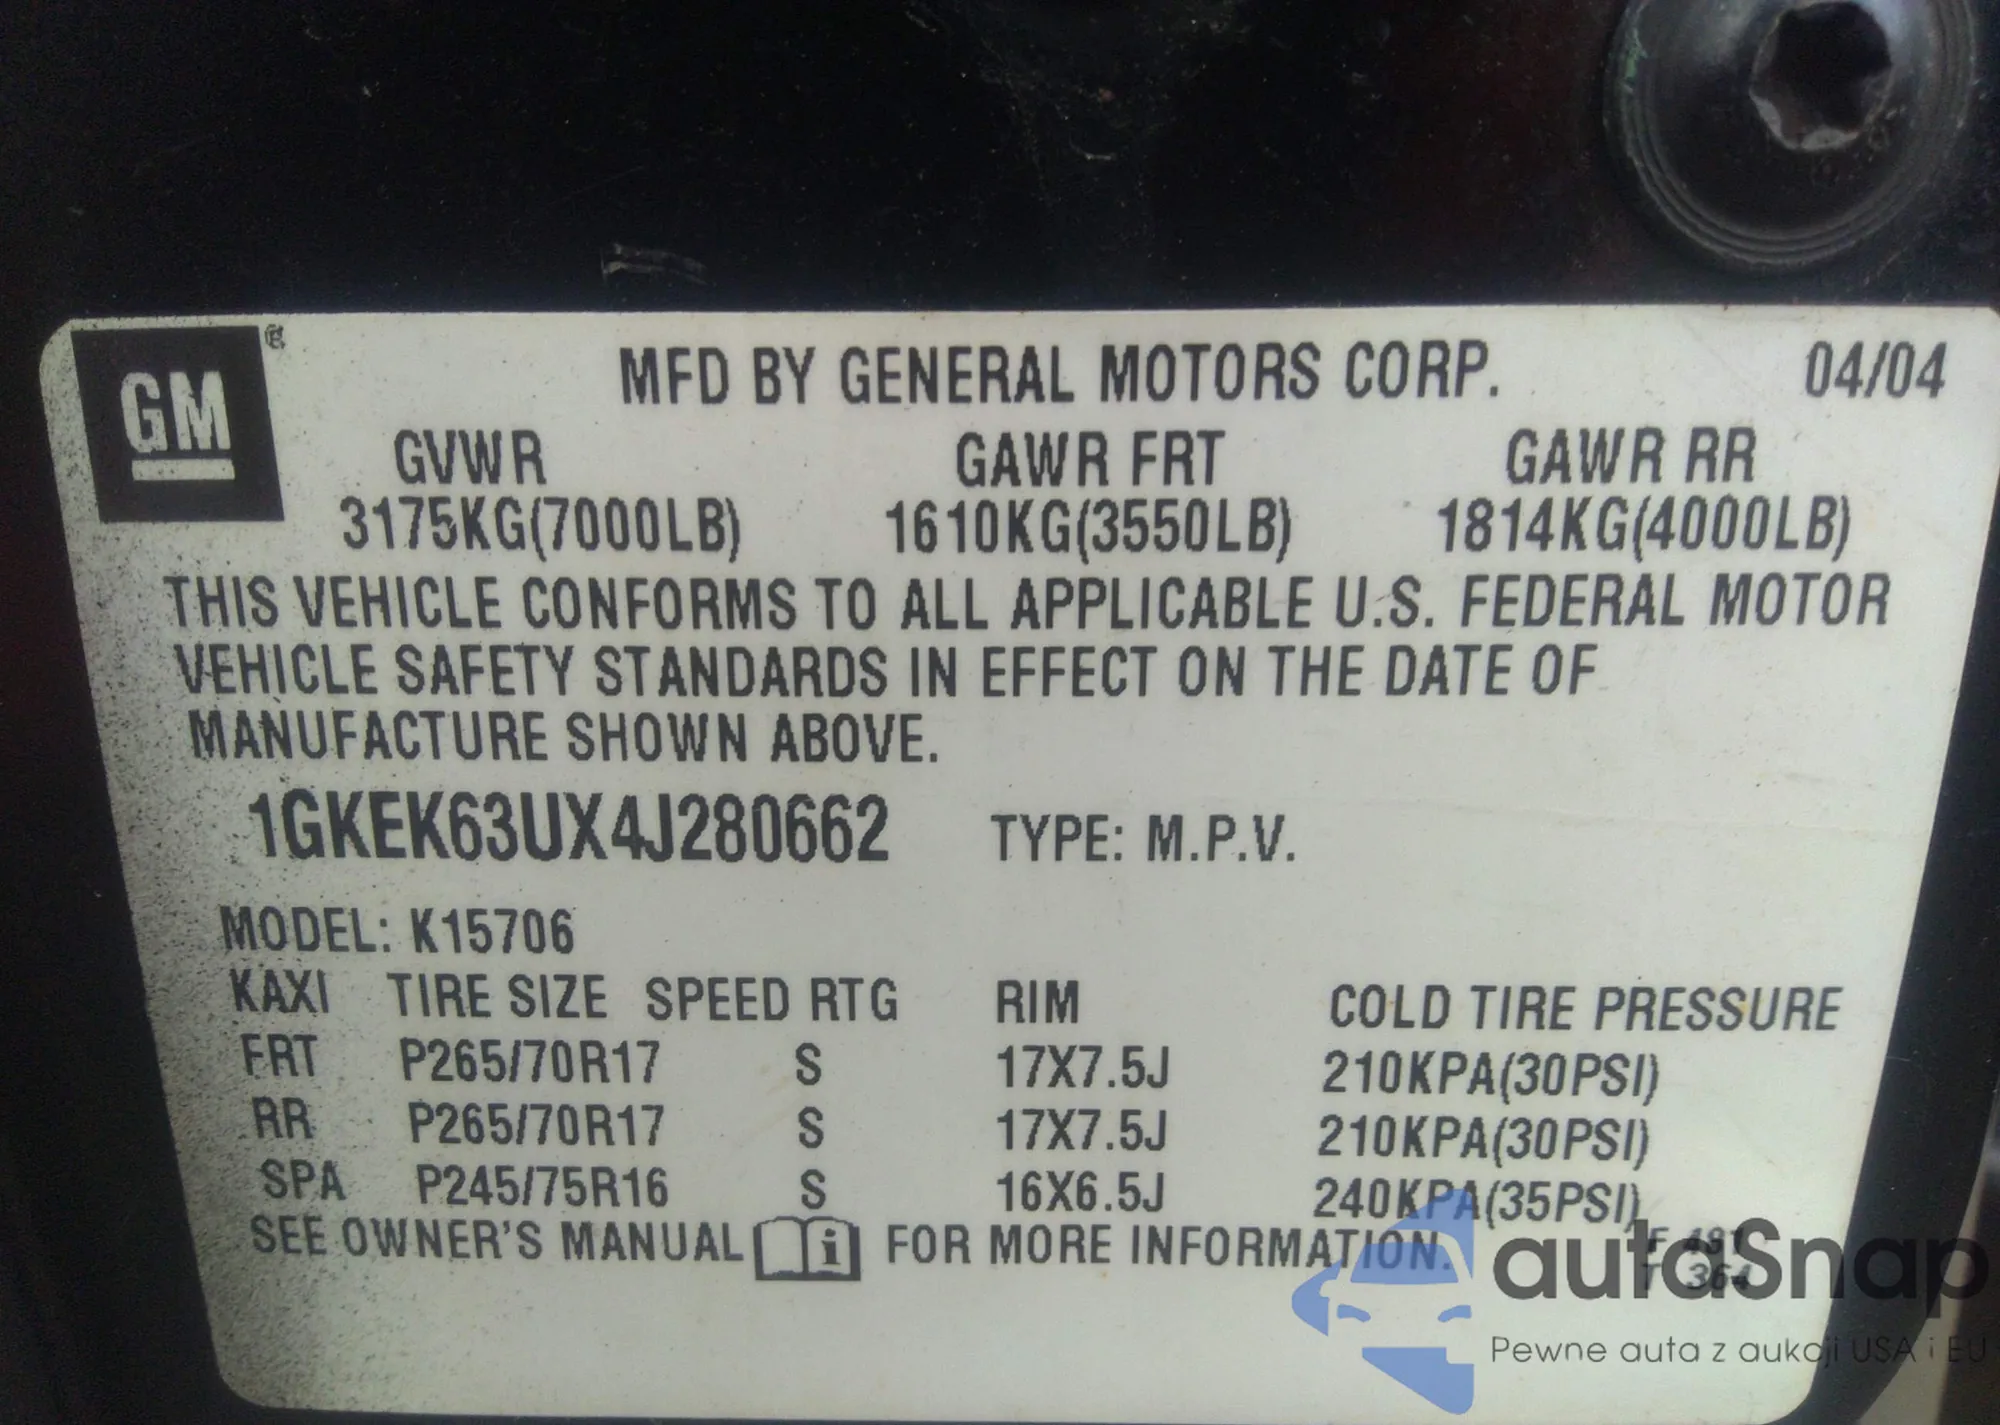 GM
MFD BY GENERAL MOTORS CORP. 04/04
GVWR GAWR FRT GAWR RR
3175KG(7000LB) 1610KG(3550LB) 1814KG(4000LB)
THIS VEHICLE CONFORMS TO ALL APPLICABLE U.S. FEDERAL MOTOR
VEHICLE SAFETY STANDARDS IN EFFECT ON THE DATE OF
MANUFACTURE SHOWN ABOVE.
1GKEK63UX4J280662 TYPE: M.P.V.
MODEL: K15706
KAXI TIRE SIZE SPEED RTG RIM COLD TIRE PRESSURE
FRT P265/70R17 S 17X7.5J 210KPA(30PSI)
RR P265/70R17 S 17X7.5J 210KPA(30PSI)
SPA P245/75R16 S 16X6.5J 240KPA(35PSI)
SEE OWNER'S MANUAL i FOR MORE INFORMATION.
T 364
autoSnap
Pewne auta z aukcji USA i EU